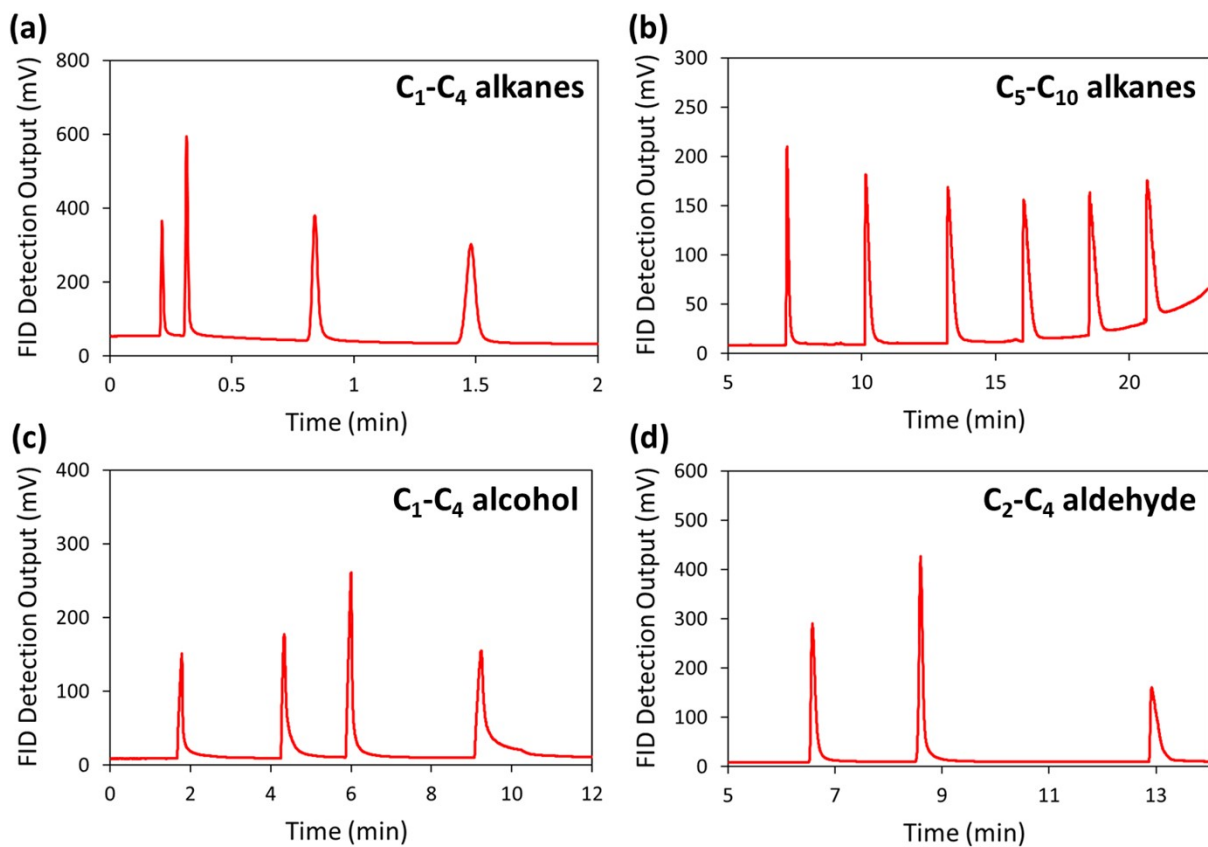 (a)
FID Detection Output (mV)
800
600
400
200
0
C₁-C₄ alkanes
0 0.5 1 1.5 2
Time (min)
(b)
FID Detection Output (mV)
300
250
200
150
100
50
0
C₅-C₁₀ alkanes
5 10 15 20
Time (min)
(c)
FID Detection Output (mV)
400
300
200
100
0
C₁-C₄ alcohol
0 2 4 6 8 10 12
Time (min)
(d)
FID Detection Output (mV)
600
500
400
300
200
100
0
C₂-C₄ aldehyde
5 7 9 11 13
Time (min)